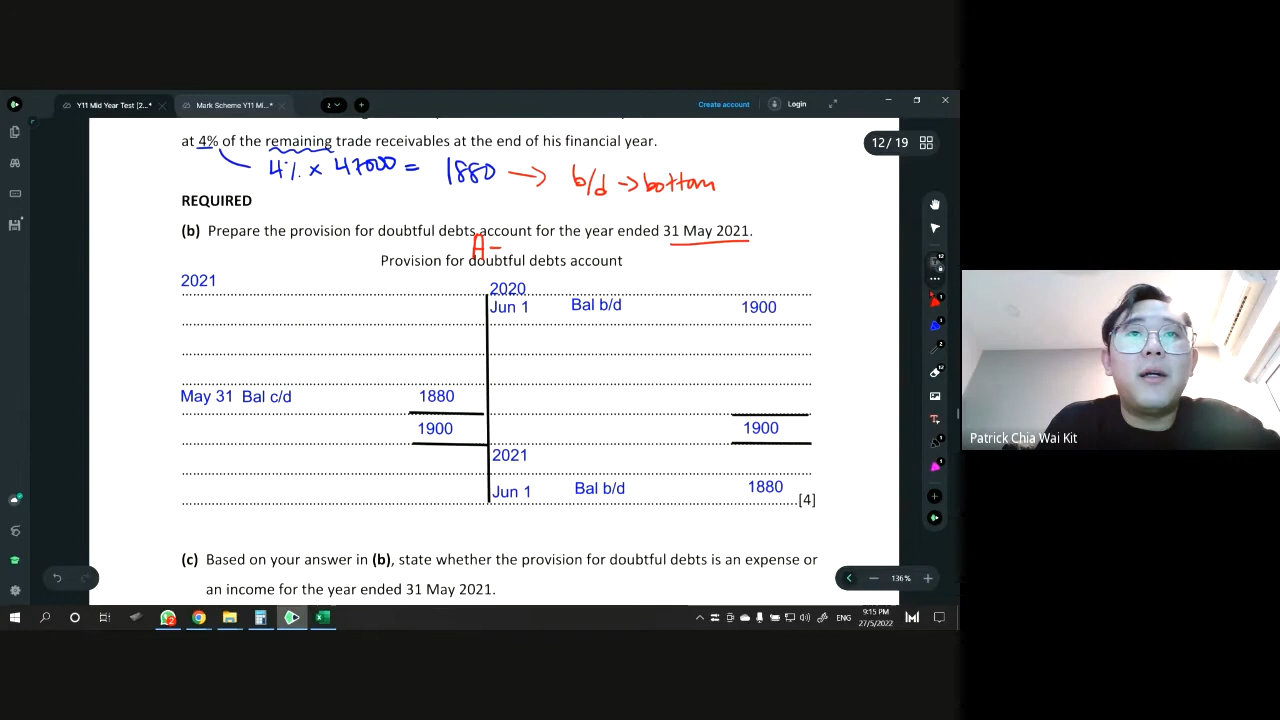 Y11 Mid Year Test [2...*
Mark Scheme Y11 Mi...*
2
Create account
Login
at 4% of the remaining trade receivables at the end of his financial year.
12/19
4% × 47000 = 1880 → b/d → bottom
REQUIRED
(b) Prepare the provision for doubtful debts account for the year ended 31 May 2021.
A -
Provision for doubtful debts account
2021
2020
Jun 1 Bal b/d 1900
May 31 Bal c/d 1880
1900 1900
2021
Jun 1 Bal b/d 1880
[4]
(c) Based on your answer in (b), state whether the provision for doubtful debts is an expense or
an income for the year ended 31 May 2021.
136%
Patrick Chia Wai Kit
ENG
9:15 PM
27/5/2022